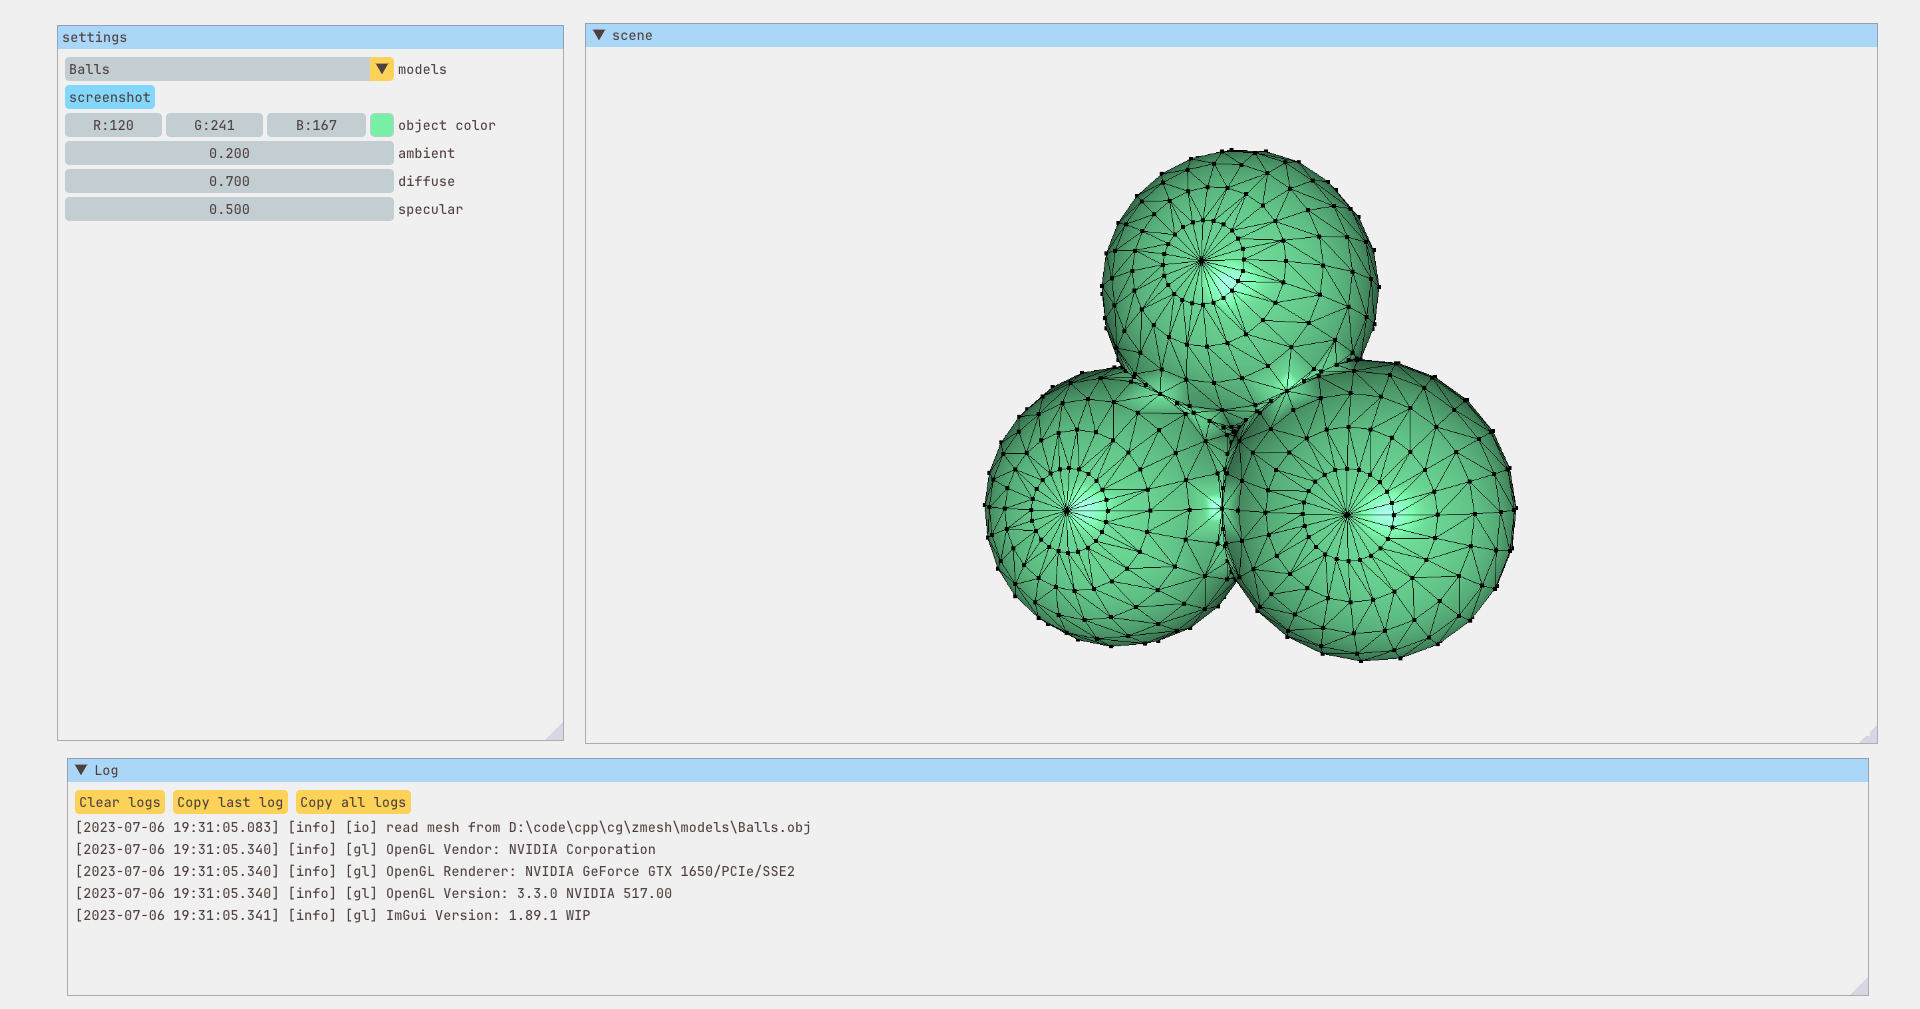 settings
Balls models
screenshot
R:120 G:241 B:167 object color
0.200 ambient
0.700 diffuse
0.500 specular
scene
Log
Clear logs Copy last log Copy all logs
[2023-07-06 19:31:05.083] [info] [io] read mesh from D:\code\cpp\cg\zmesh\models\Balls.obj
[2023-07-06 19:31:05.340] [info] [gl] OpenGL Vendor: NVIDIA Corporation
[2023-07-06 19:31:05.340] [info] [gl] OpenGL Renderer: NVIDIA GeForce GTX 1650/PCIe/SSE2
[2023-07-06 19:31:05.340] [info] [gl] OpenGL Version: 3.3.0 NVIDIA 517.00
[2023-07-06 19:31:05.341] [info] [gl] ImGui Version: 1.89.1 WIP